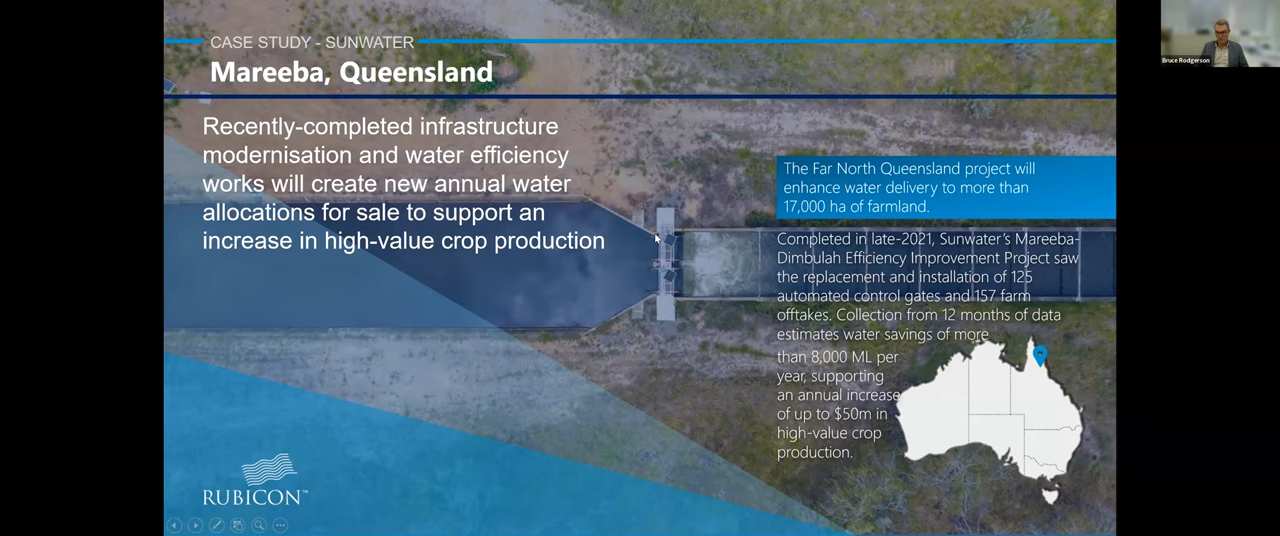 CASE STUDY - SUNWATER
Mareeba, Queensland
Recently-completed infrastructure
modernisation and water efficiency
works will create new annual water
allocations for sale to support an
increase in high-value crop production
The Far North Queensland project will
enhance water delivery to more than
17,000 ha of farmland.
Completed in late-2021, Sunwater's Mareeba-
Dimbulah Efficiency Improvement Project saw
the replacement and installation of 125
automated control gates and 157 farm
offtakes. Collection from 12 months of data
estimates water savings of more
than 8,000 ML per
year, supporting
an annual increase
of up to $50m in
high-value crop
production.
RUBICON™
Bruce Rodgerson